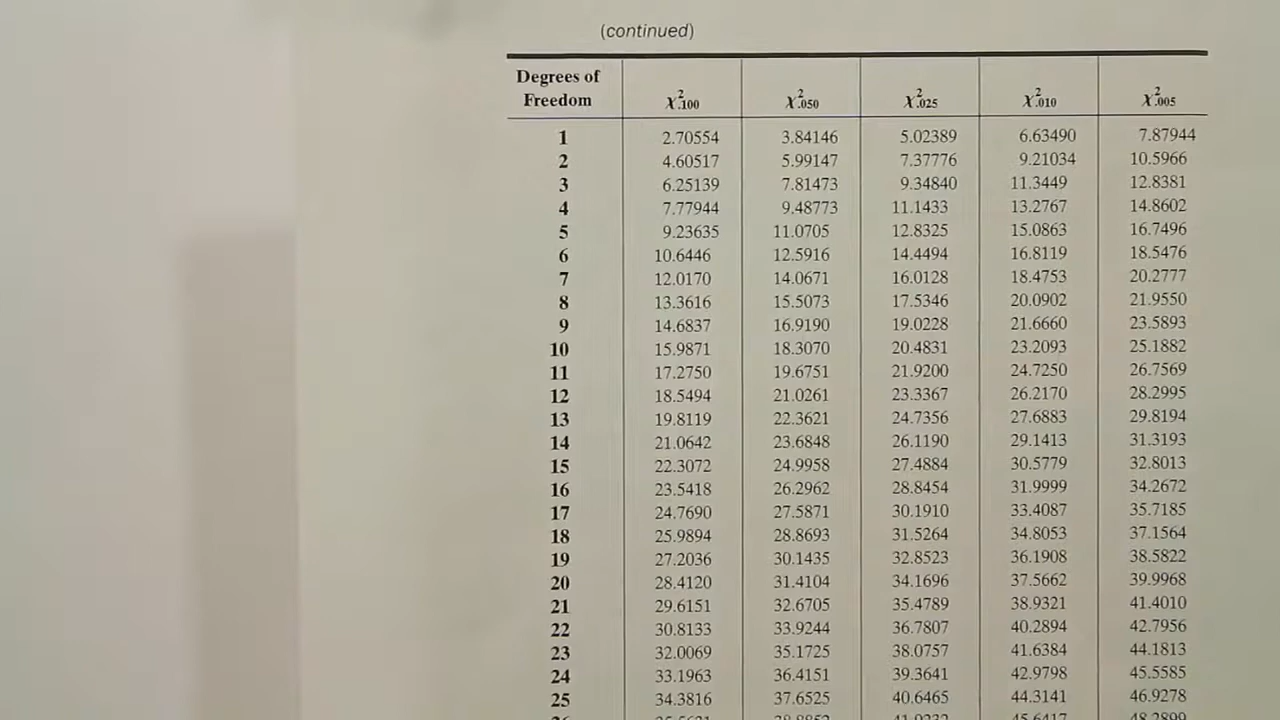 (continued)
Degrees of
Freedom χ².100 χ².050 χ².025 χ².010 χ².005
1 2.70554 3.84146 5.02389 6.63490 7.87944
2 4.60517 5.99147 7.37776 9.21034 10.5966
3 6.25139 7.81473 9.34840 11.3449 12.8381
4 7.77944 9.48773 11.1433 13.2767 14.8602
5 9.23635 11.0705 12.8325 15.0863 16.7496
6 10.6446 12.5916 14.4494 16.8119 18.5476
7 12.0170 14.0671 16.0128 18.4753 20.2777
8 13.3616 15.5073 17.5346 20.0902 21.9550
9 14.6837 16.9190 19.0228 21.6660 23.5893
10 15.9871 18.3070 20.4831 23.2093 25.1882
11 17.2750 19.6751 21.9200 24.7250 26.7569
12 18.5494 21.0261 23.3367 26.2170 28.2995
13 19.8119 22.3621 24.7356 27.6883 29.8194
14 21.0642 23.6848 26.1190 29.1413 31.3193
15 22.3072 24.9958 27.4884 30.5779 32.8013
16 23.5418 26.2962 28.8454 31.9999 34.2672
17 24.7690 27.5871 30.1910 33.4087 35.7185
18 25.9894 28.8693 31.5264 34.8053 37.1564
19 27.2036 30.1435 32.8523 36.1908 38.5822
20 28.4120 31.4104 34.1696 37.5662 39.9968
21 29.6151 32.6705 35.4789 38.9321 41.4010
22 30.8133 33.9244 36.7807 40.2894 42.7956
23 32.0069 35.1725 38.0757 41.6384 44.1813
24 33.1963 36.4151 39.3641 42.9798 45.5585
25 34.3816 37.6525 40.6465 44.3141 46.9278